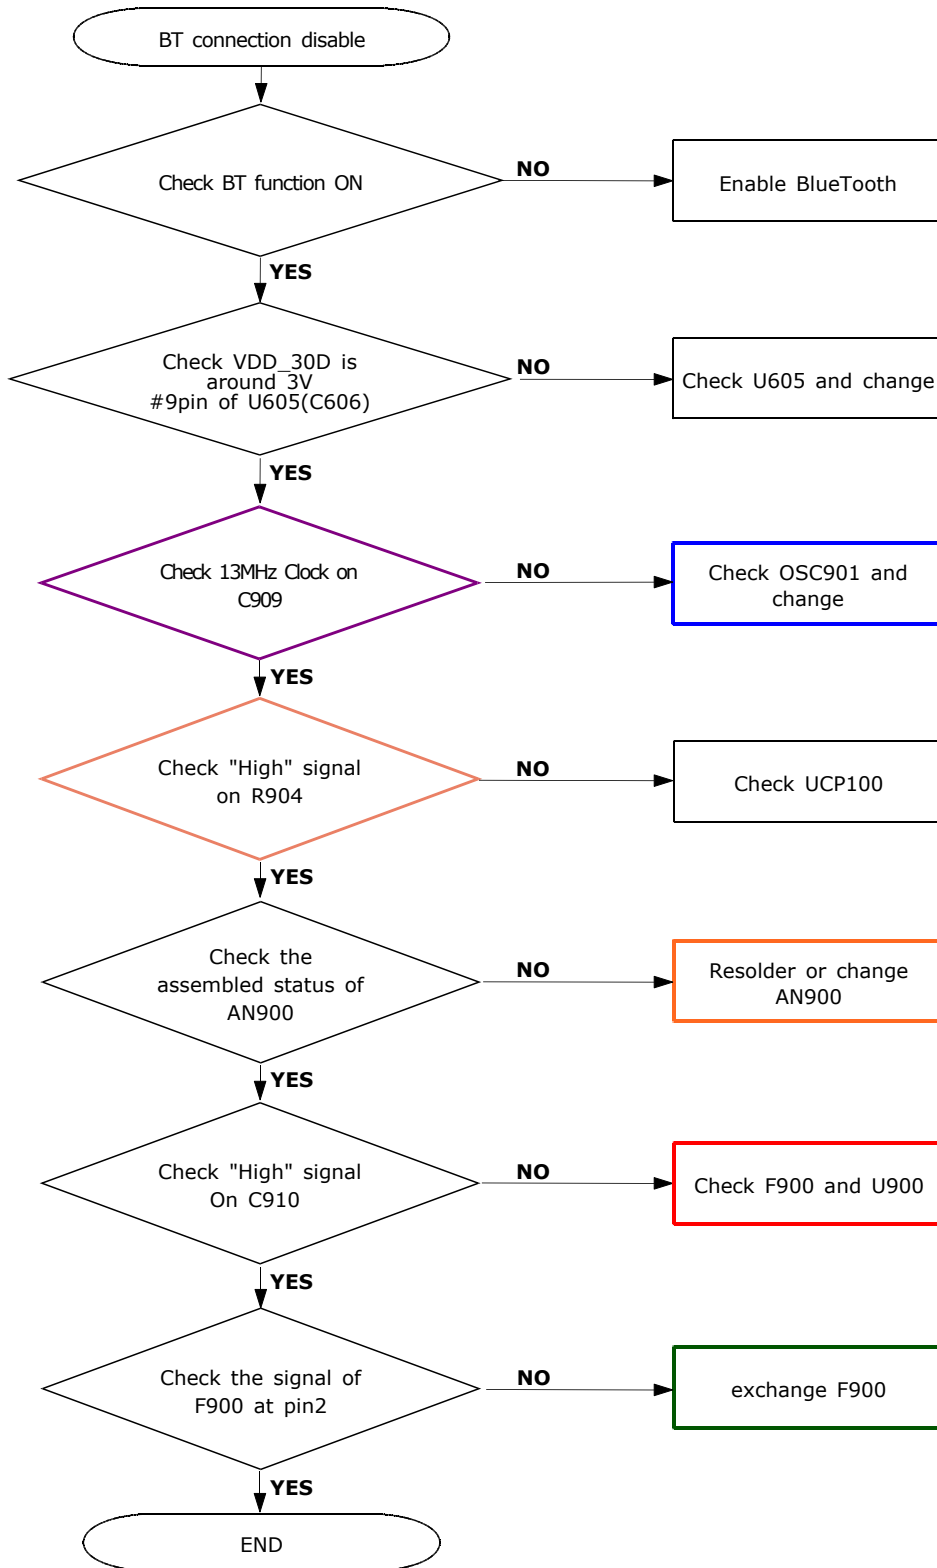 BT connection disable
Check BT function ON
NO
Enable BlueTooth
YES
Check VDD_30D is
around 3V
#9pin of U605(C606)
NO
Check U605 and change
YES
Check 13MHz Clock on
C909
NO
Check OSC901 and
change
YES
Check "High" signal
on R904
NO
Check UCP100
YES
Check the
assembled status of
AN900
NO
Resolder or change
AN900
YES
Check "High" signal
On C910
NO
Check F900 and U900
YES
Check the signal of
F900 at pin2
NO
exchange F900
YES
END